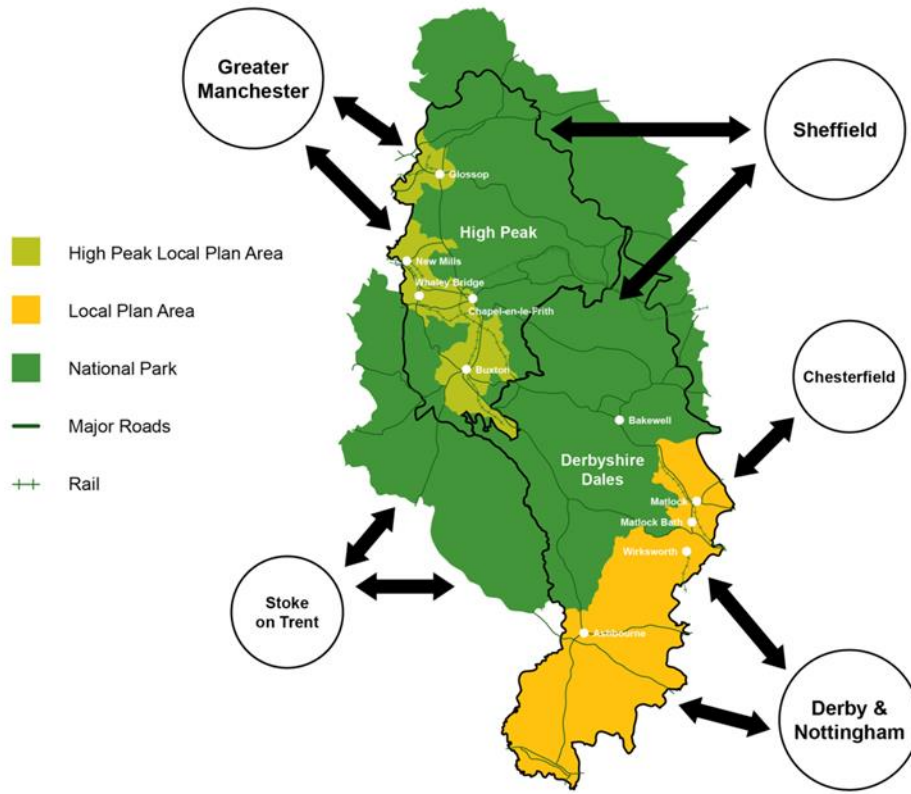 Greater
Manchester
Sheffield
Glossop
High Peak
High Peak Local Plan Area
New Mills
Whaley Bridge
Local Plan Area
Chapel-en-le-Frith
National Park
Buxton
Chesterfield
Major Roads
Bakewell
Derbyshire
Dales
Rail
Matlock
Matlock Bath
Wirksworth
Stoke
on Trent
Ashbourne
Derby &
Nottingham